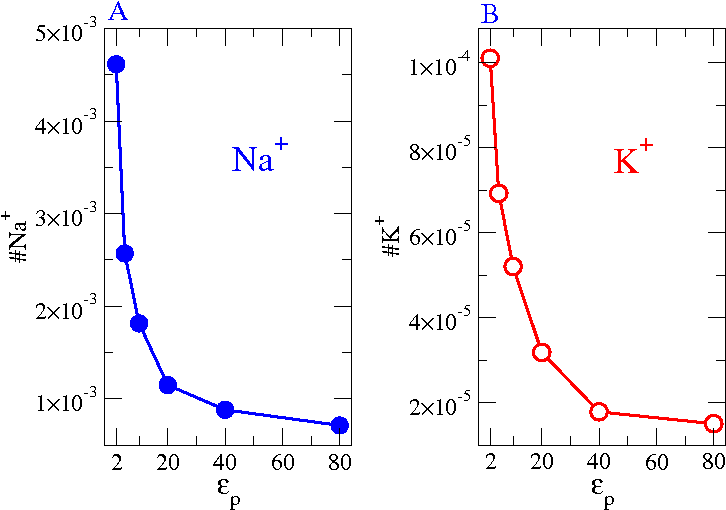 A
5×10⁻³
4×10⁻³
3×10⁻³
2×10⁻³
1×10⁻³
#Na⁺
Na⁺
2 20 40 60 80
εₚ
B
1×10⁻⁴
8×10⁻⁵
6×10⁻⁵
4×10⁻⁵
2×10⁻⁵
#K⁺
K⁺
2 20 40 60 80
εₚ